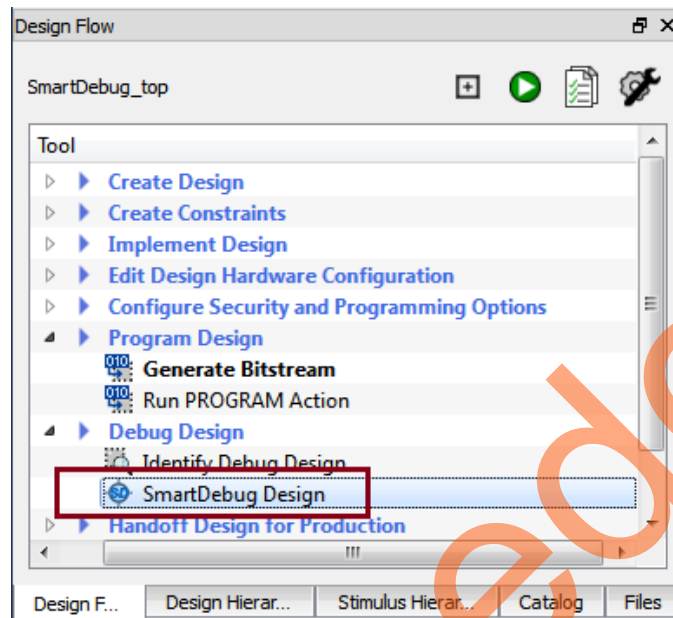 Design Flow
SmartDebug_top
Tool
Create Design
Create Constraints
Implement Design
Edit Design Hardware Configuration
Configure Security and Programming Options
Program Design
Generate Bitstream
Run PROGRAM Action
Debug Design
Identify Debug Design
SmartDebug Design
Handoff Design for Production
Design F... Design Hierar... Stimulus Hierar... Catalog Files